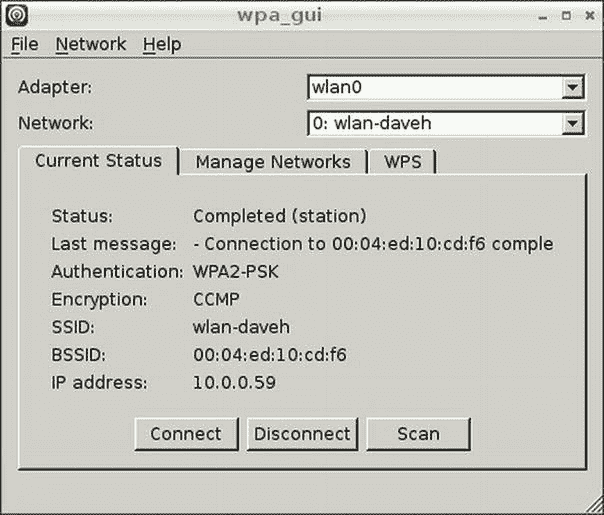 wpa_gui
File Network Help
Adapter: wlan0
Network: 0: wlan-daveh
Current Status Manage Networks WPS
Status: Completed (station)
Last message: - Connection to 00:04:ed:10:cd:f6 comple
Authentication: WPA2-PSK
Encryption: CCMP
SSID: wlan-daveh
BSSID: 00:04:ed:10:cd:f6
IP address: 10.0.0.59
Connect Disconnect Scan